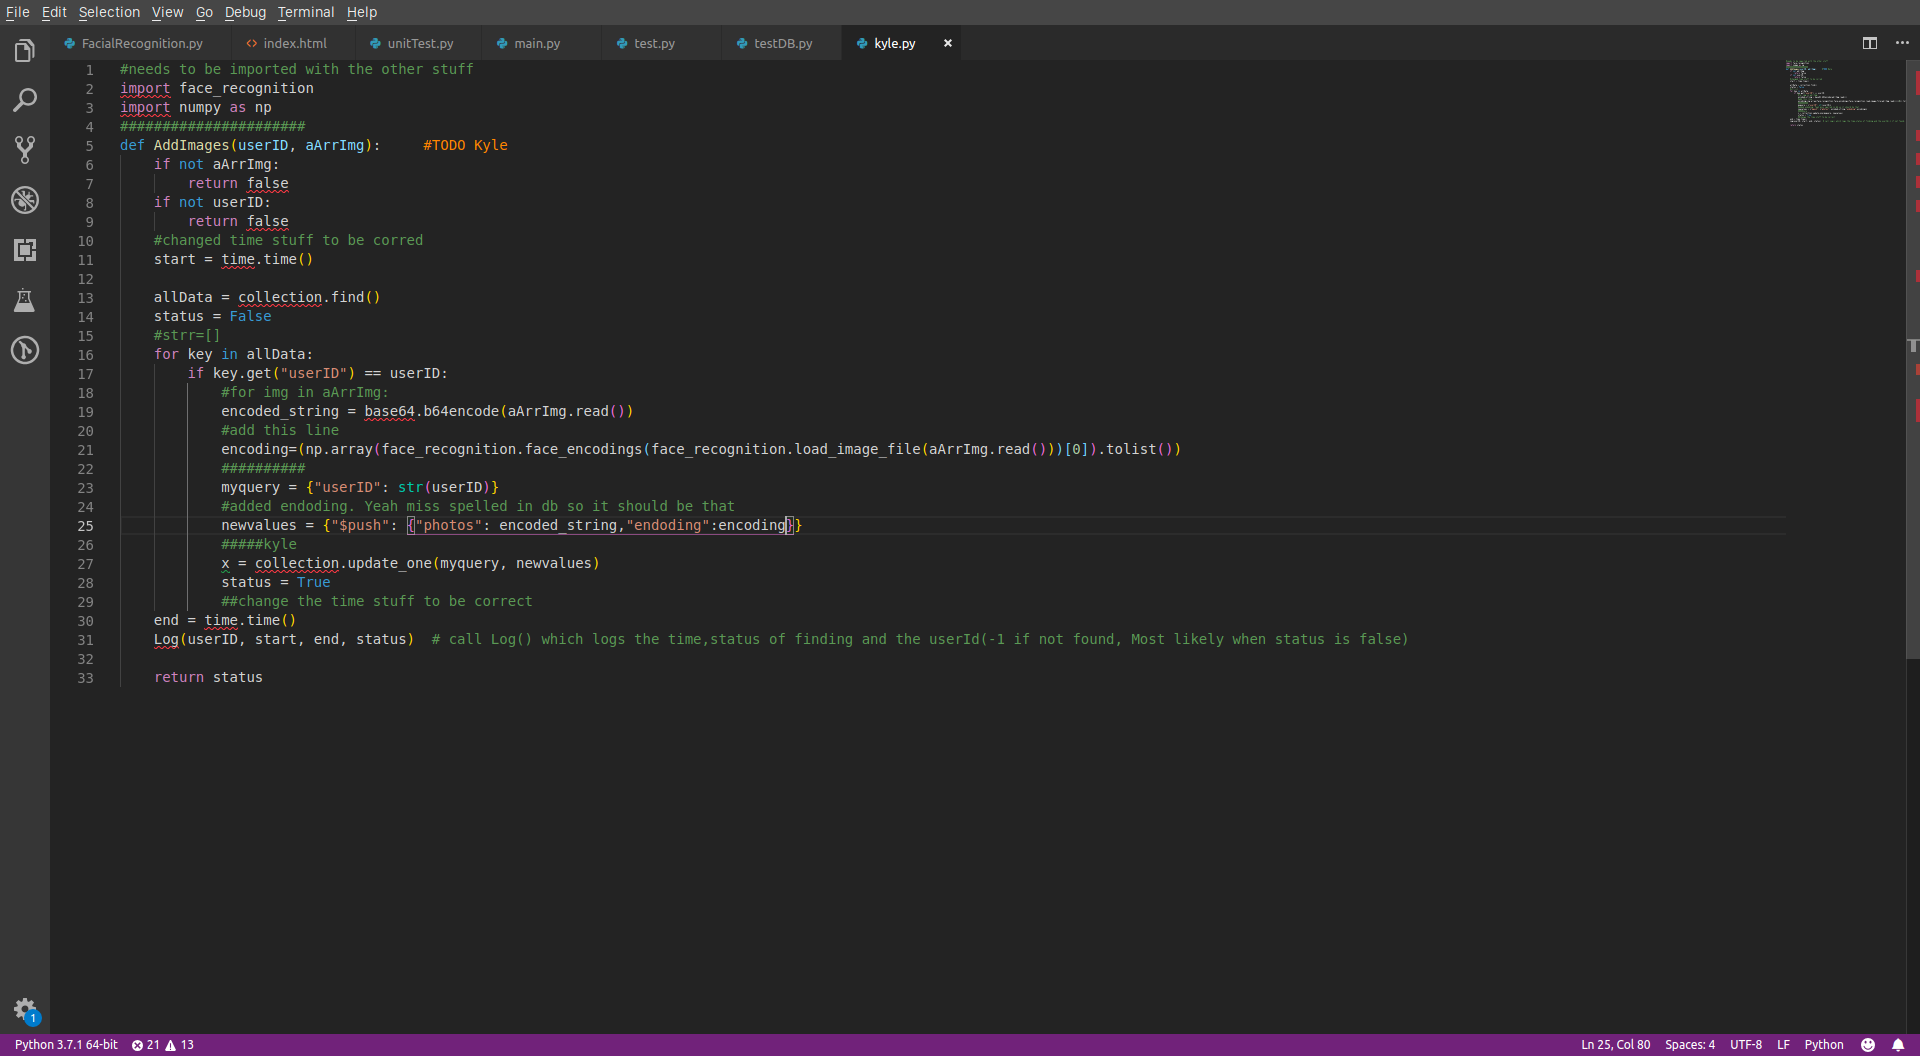 File Edit Selection View Go Debug Terminal Help
FacialRecognition.py index.html unitTest.py main.py test.py testDB.py kyle.py
1 #needs to be imported with the other stuff
2 import face_recognition
3 import numpy as np
4 ######################
5 def AddImages(userID, aArrImg):     #TODO Kyle
6     if not aArrImg:
7         return false
8     if not userID:
9         return false
10     #changed time stuff to be corred
11     start = time.time()
12
13     allData = collection.find()
14     status = False
15     #strr=[]
16     for key in allData:
17         if key.get("userID") == userID:
18             #for img in aArrImg:
19             encoded_string = base64.b64encode(aArrImg.read())
20             #add this line
21             encoding=(np.array(face_recognition.face_encodings(face_recognition.load_image_file(aArrImg.read()))[0]).tolist())
22             ##########
23             myquery = {"userID": str(userID)}
24             #added endoding. Yeah miss spelled in db so it should be that
25             newvalues = {"$push": {"photos": encoded_string,"endoding":encoding}}
26             #####kyle
27             x = collection.update_one(myquery, newvalues)
28             status = True
29             ##change the time stuff to be correct
30     end = time.time()
31     Log(userID, start, end, status)  # call Log() which logs the time,status of finding and the userId(-1 if not found, Most likely when status is false)
32
33     return status
1
Python 3.7.1 64-bit 21 13 Ln 25, Col 80 Spaces: 4 UTF-8 LF Python